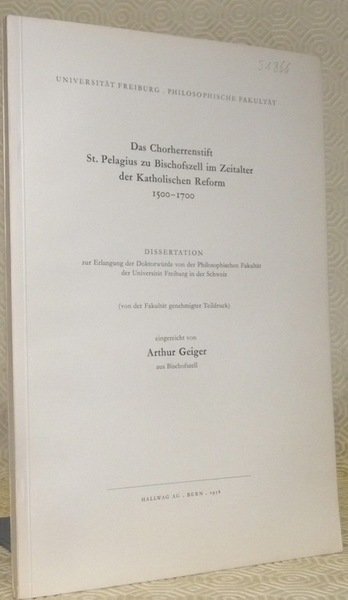 51366
UNIVERSITÄT FREIBURG . PHILOSOPHISCHE FAKULTÄT
Das Chorherrenstift
St. Pelagius zu Bischofszell im Zeitalter
der Katholischen Reform
1500–1700
DISSERTATION
zur Erlangung der Doktorwürde von der Philosophischen Fakultät
der Universität Freiburg in der Schweiz
(von der Fakultät genehmigter Teildruck)
eingereicht von
Arthur Geiger
aus Bischofszell
HALLWAG AG . BERN . 1958